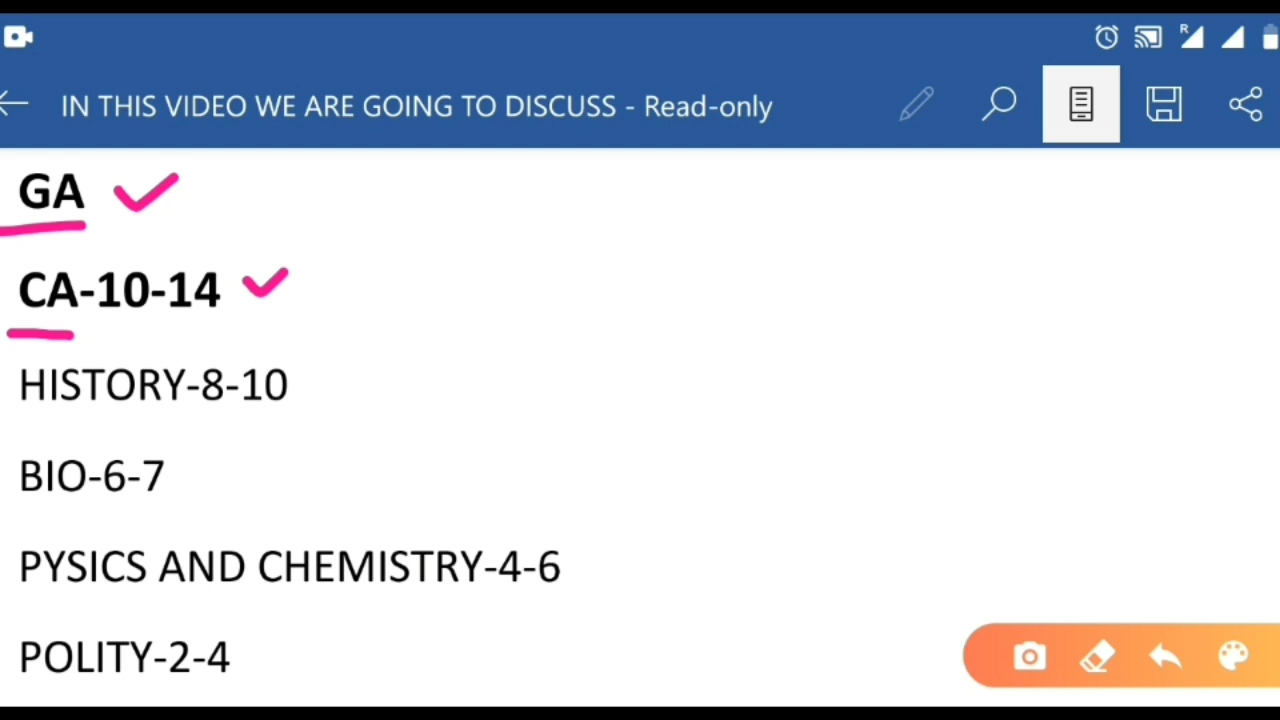 R
IN THIS VIDEO WE ARE GOING TO DISCUSS - Read-only
GA
CA-10-14
HISTORY-8-10
BIO-6-7
PYSICS AND CHEMISTRY-4-6
POLITY-2-4